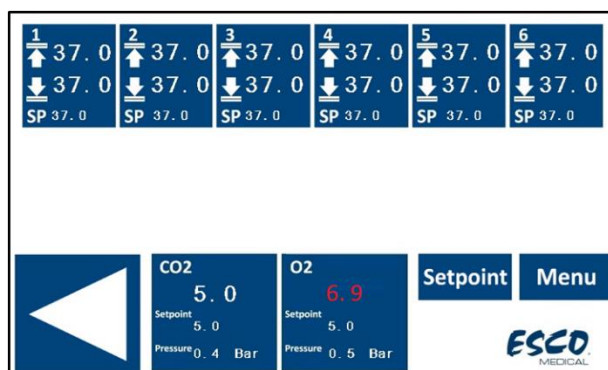 1 2 3 4 5 6
37.0 37.0 37.0 37.0 37.0 37.0
37.0 37.0 37.0 37.0 37.0 37.0
SP 37.0 SP 37.0 SP 37.0 SP 37.0 SP 37.0 SP 37.0
CO2
5.0
Setpoint
5.0
Pressure 0.4 Bar
O2
6.9
Setpoint
5.0
Pressure 0.5 Bar
Setpoint
Menu
ESCO
MEDICAL